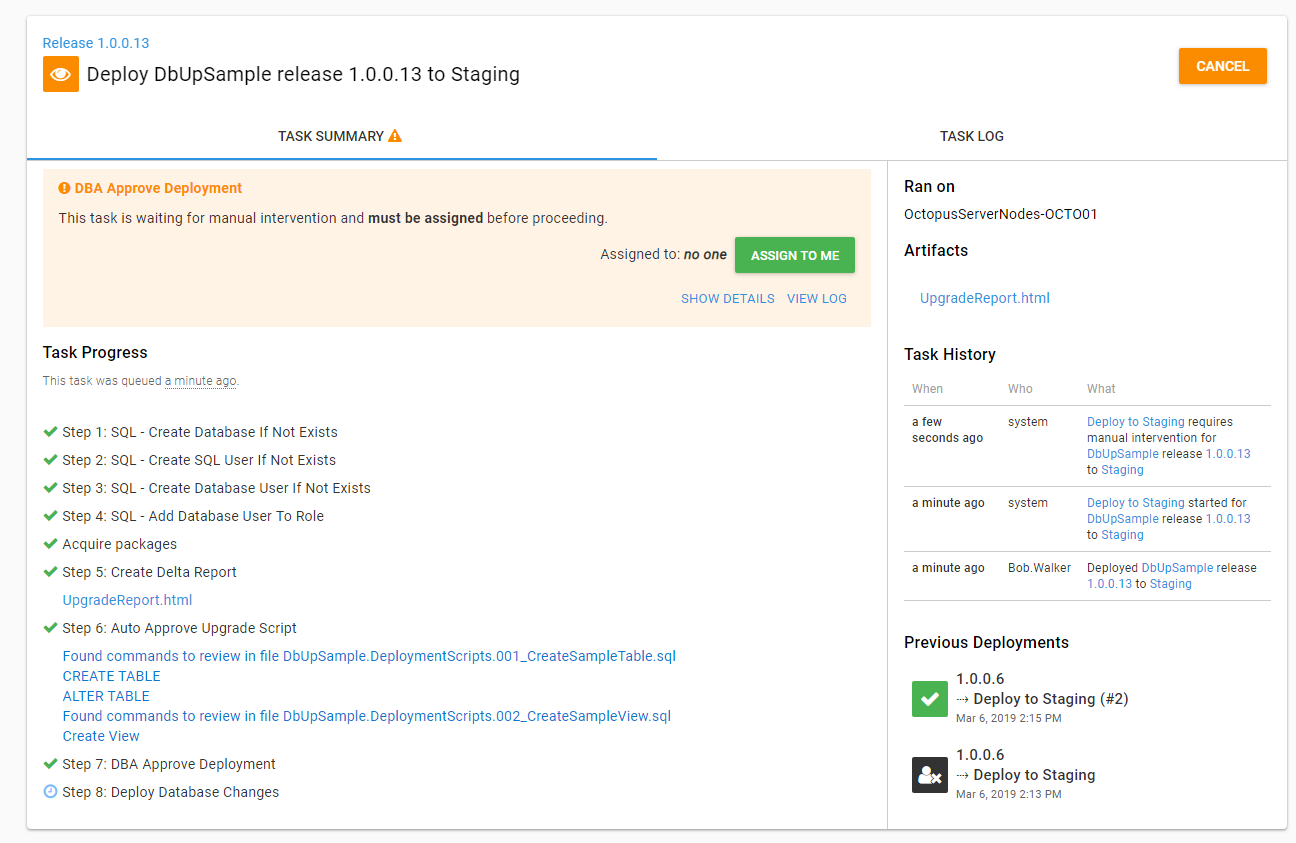 Release 1.0.0.13
Deploy DbUpSample release 1.0.0.13 to Staging
CANCEL
TASK SUMMARY
TASK LOG
DBA Approve Deployment
This task is waiting for manual intervention and must be assigned before proceeding.
Assigned to: no one
ASSIGN TO ME
SHOW DETAILS
VIEW LOG
Task Progress
This task was queued a minute ago.
Step 1: SQL - Create Database If Not Exists
Step 2: SQL - Create SQL User If Not Exists
Step 3: SQL - Create Database User If Not Exists
Step 4: SQL - Add Database User To Role
Acquire packages
Step 5: Create Delta Report
UpgradeReport.html
Step 6: Auto Approve Upgrade Script
Found commands to review in file DbUpSample.DeploymentScripts.001_CreateSampleTable.sql
CREATE TABLE
ALTER TABLE
Found commands to review in file DbUpSample.DeploymentScripts.002_CreateSampleView.sql
Create View
Step 7: DBA Approve Deployment
Step 8: Deploy Database Changes
Ran on
OctopusServerNodes-OCTO01
Artifacts
UpgradeReport.html
Task History
When Who What
a few system Deploy to Staging requires
seconds ago manual intervention for
DbUpSample release 1.0.0.13
to Staging
a minute ago system Deploy to Staging started for
DbUpSample release 1.0.0.13
to Staging
a minute ago Bob.Walker Deployed DbUpSample release
1.0.0.13 to Staging
Previous Deployments
1.0.0.6
⇢ Deploy to Staging (#2)
Mar 6, 2019 2:15 PM
1.0.0.6
⇢ Deploy to Staging
Mar 6, 2019 2:13 PM